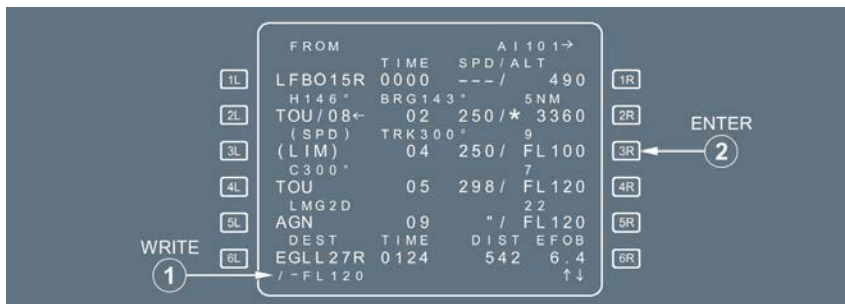 FROM AI101→
TIME SPD/ALT
1L LFBO15R 0000 ---/ 490 1R
H146° BRG143° 5NM
2L TOU/08← 02 250/* 3360 2R
ENTER
(SPD) TRK300° 9
3L (LIM) 04 250/ FL100 3R 2
C300° 7
4L TOU 05 298/ FL120 4R
LMG2D 22
5L AGN 09 "/ FL120 5R
DEST TIME DIST EFOB
WRITE
6L EGLL27R 0124 542 6.4 6R
1 /-FL120 ↑↓